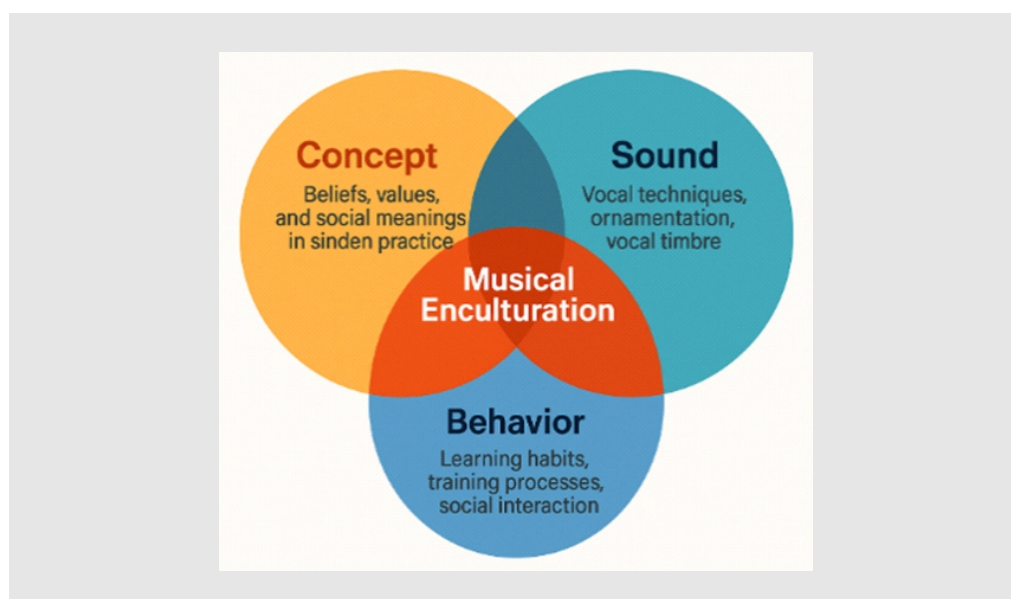 Concept
Beliefs, values,
and social meanings
in sinden practice
Sound
Vocal techniques,
ornamentation,
vocal timbre
Musical
Enculturation
Behavior
Learning habits,
training processes,
social interaction